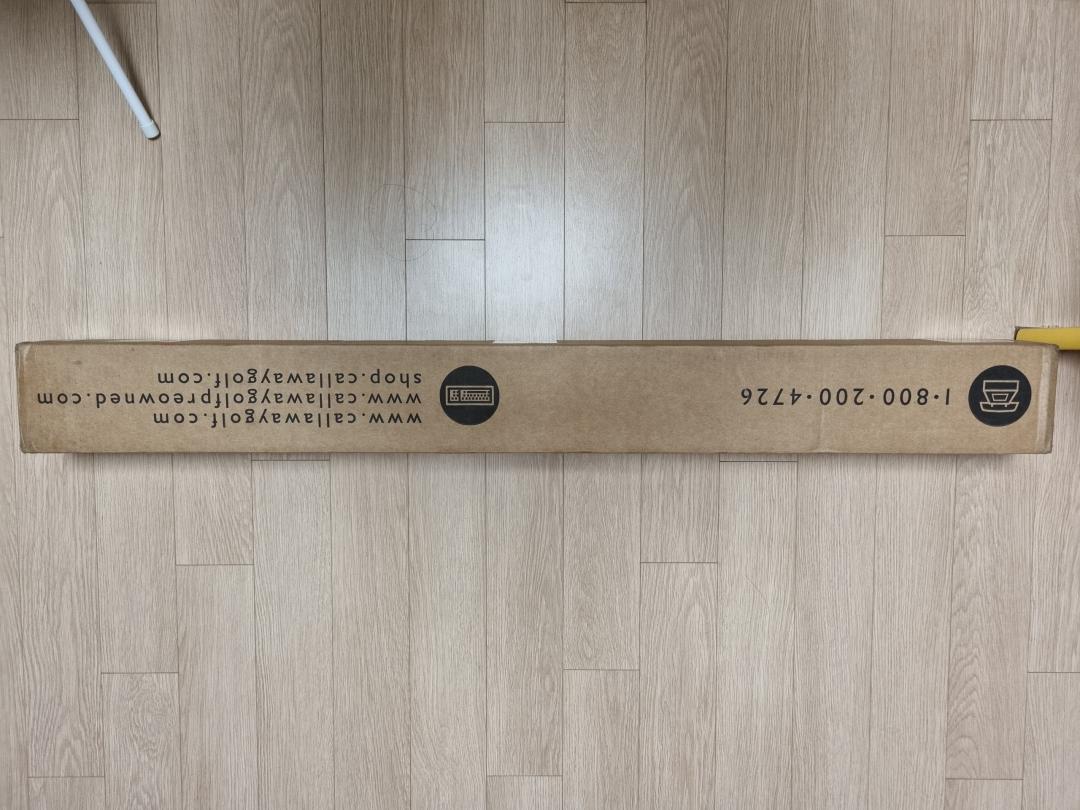 1·800·200·4726
www.callawaygolf.com
www.callawaygolfpreowned.com
shop.callawaygolf.com